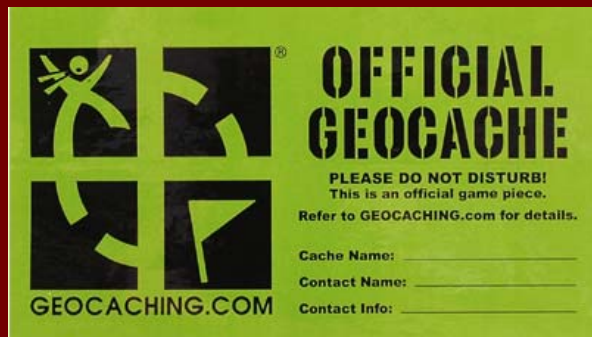 ®
OFFICIAL
GEOCACHE
PLEASE DO NOT DISTURB!
This is an official game piece.
Refer to GEOCACHING.com for details.
Cache Name:
Contact Name:
Contact Info:
GEOCACHING.COM